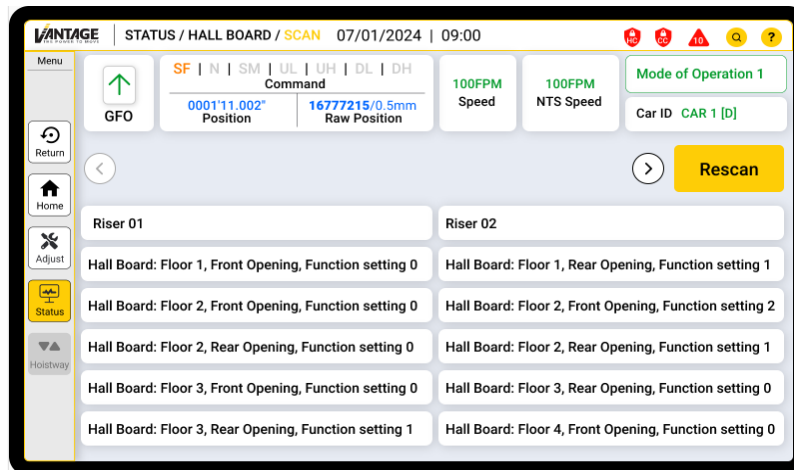 VANTAGE
THE POWER TO MOVE
STATUS / HALL BOARD / SCAN 07/01/2024 | 09:00
HC CC 10 ?
Menu
Return
Home
Adjust
Status
Hoistway
GFO
SF | N | SM | UL | UH | DL | DH
Command
0001'11.002"
Position
16777215/0.5mm
Raw Position
100FPM
Speed
100FPM
NTS Speed
Mode of Operation 1
Car ID CAR 1 [D]
Rescan
Riser 01
Hall Board: Floor 1, Front Opening, Function setting 0
Hall Board: Floor 2, Front Opening, Function setting 0
Hall Board: Floor 2, Rear Opening, Function setting 0
Hall Board: Floor 3, Front Opening, Function setting 0
Hall Board: Floor 3, Rear Opening, Function setting 1
Riser 02
Hall Board: Floor 1, Rear Opening, Function setting 1
Hall Board: Floor 2, Front Opening, Function setting 2
Hall Board: Floor 2, Rear Opening, Function setting 1
Hall Board: Floor 3, Rear Opening, Function setting 0
Hall Board: Floor 4, Front Opening, Function setting 0